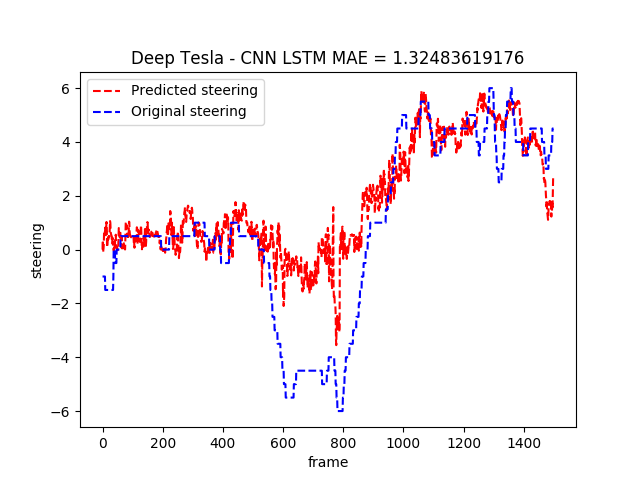 Deep Tesla - CNN LSTM MAE = 1.32483619176
Predicted steering
Original steering
6
4
2
0
−2
−4
−6
steering
0 200 400 600 800 1000 1200 1400
frame